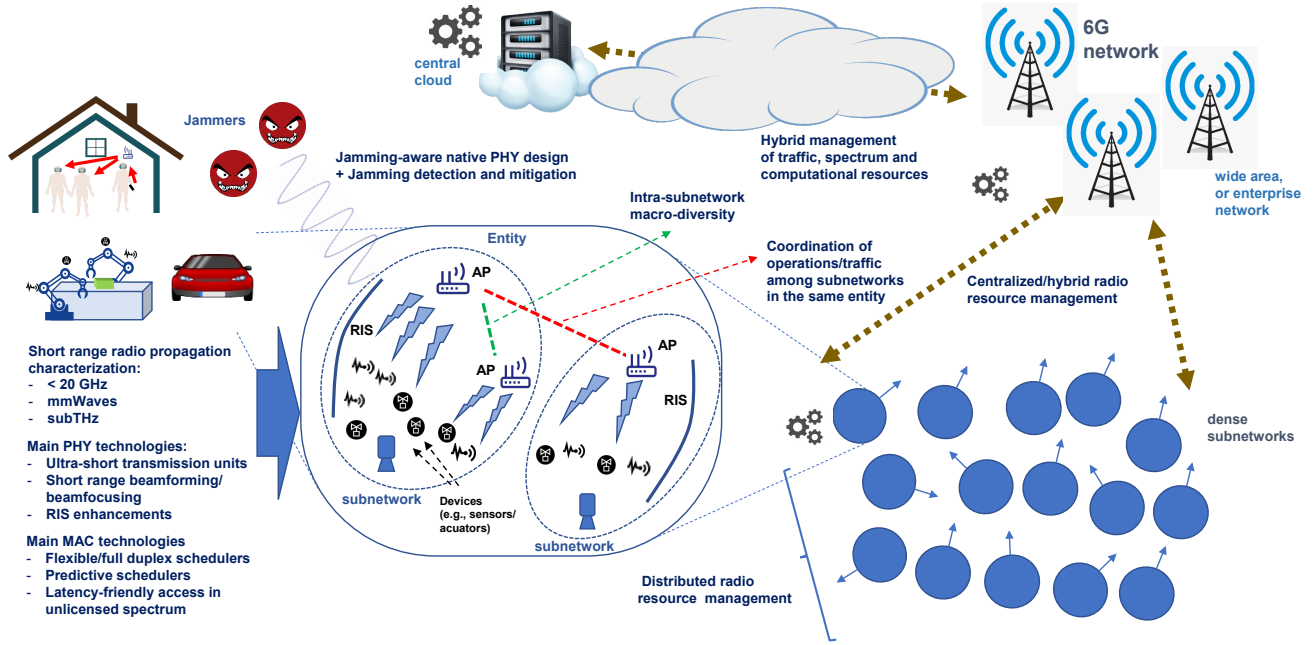 central
cloud
6G
network
Jammers
Jamming-aware native PHY design
+ Jamming detection and mitigation
Hybrid management
of traffic, spectrum and
computational resources
wide area,
or enterprise
network
Intra-subnetwork
macro-diversity
Entity
Coordination of
operations/traffic
among subnetworks
in the same entity
Centralized/hybrid radio
resource management
AP
RIS
AP
AP
RIS
Short range radio propagation
characterization:
- < 20 GHz
- mmWaves
- subTHz
Main PHY technologies:
- Ultra-short transmission units
- Short range beamforming/
beamfocusing
- RIS enhancements
Main MAC technologies
- Flexible/full duplex schedulers
- Predictive schedulers
- Latency-friendly access in
unlicensed spectrum
subnetwork
Devices
(e.g., sensors/
acuators)
subnetwork
dense
subnetworks
Distributed radio
resource management